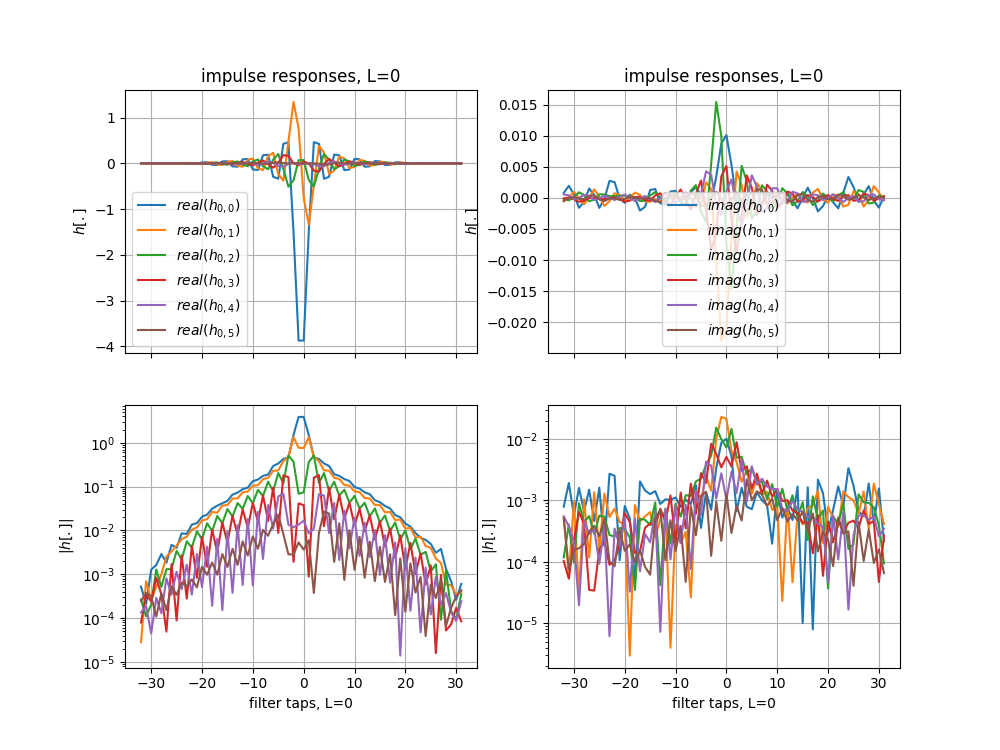 impulse responses, L=0
impulse responses, L=0
h[.]
1
0
−1
−2
−3
−4
real(h0,0)
real(h0,1)
real(h0,2)
real(h0,3)
real(h0,4)
real(h0,5)
h[.]
0.015
0.010
0.005
0.000
−0.005
−0.010
−0.015
−0.020
imag(h0,0)
imag(h0,1)
imag(h0,2)
imag(h0,3)
imag(h0,4)
imag(h0,5)
|h[.]|
10^0
10^−1
10^−2
10^−3
10^−4
10^−5
−30 −20 −10 0 10 20 30
filter taps, L=0
|h[.]|
10^−2
10^−3
10^−4
10^−5
−30 −20 −10 0 10 20 30
filter taps, L=0